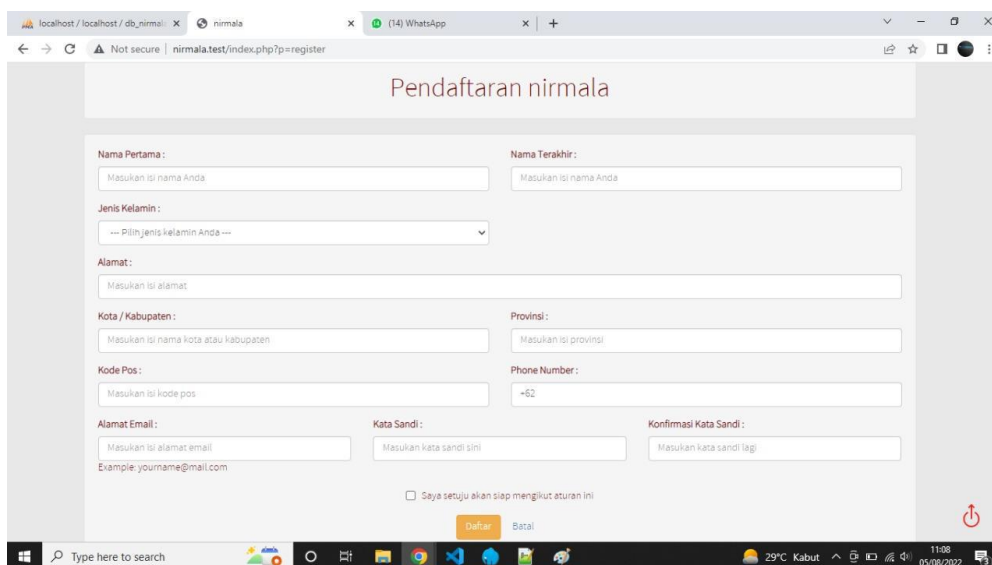 localhost / localhost / db_nirmal
nirmala
(14) WhatsApp
Not secure
nirmala.test/index.php?p=register
Pendaftaran nirmala
Nama Pertama :
Nama Terakhir :
Masukan isi nama Anda
Masukan isi nama Anda
Jenis Kelamin :
--- Pilih jenis kelamin Anda ---
Alamat :
Masukan isi alamat
Kota / Kabupaten :
Provinsi :
Masukan isi nama kota atau kabupaten
Masukan isi provinsi
Kode Pos :
Phone Number :
Masukan isi kode pos
+62
Alamat Email :
Kata Sandi :
Konfirmasi Kata Sandi :
Masukan isi alamat email
Masukan kata sandi sini
Masukan kata sandi lagi
Example: yourname@mail.com
Saya setuju akan siap mengikut aturan ini
Daftar
Batal
Type here to search
29°C Kabut
11:08
05/08/2022